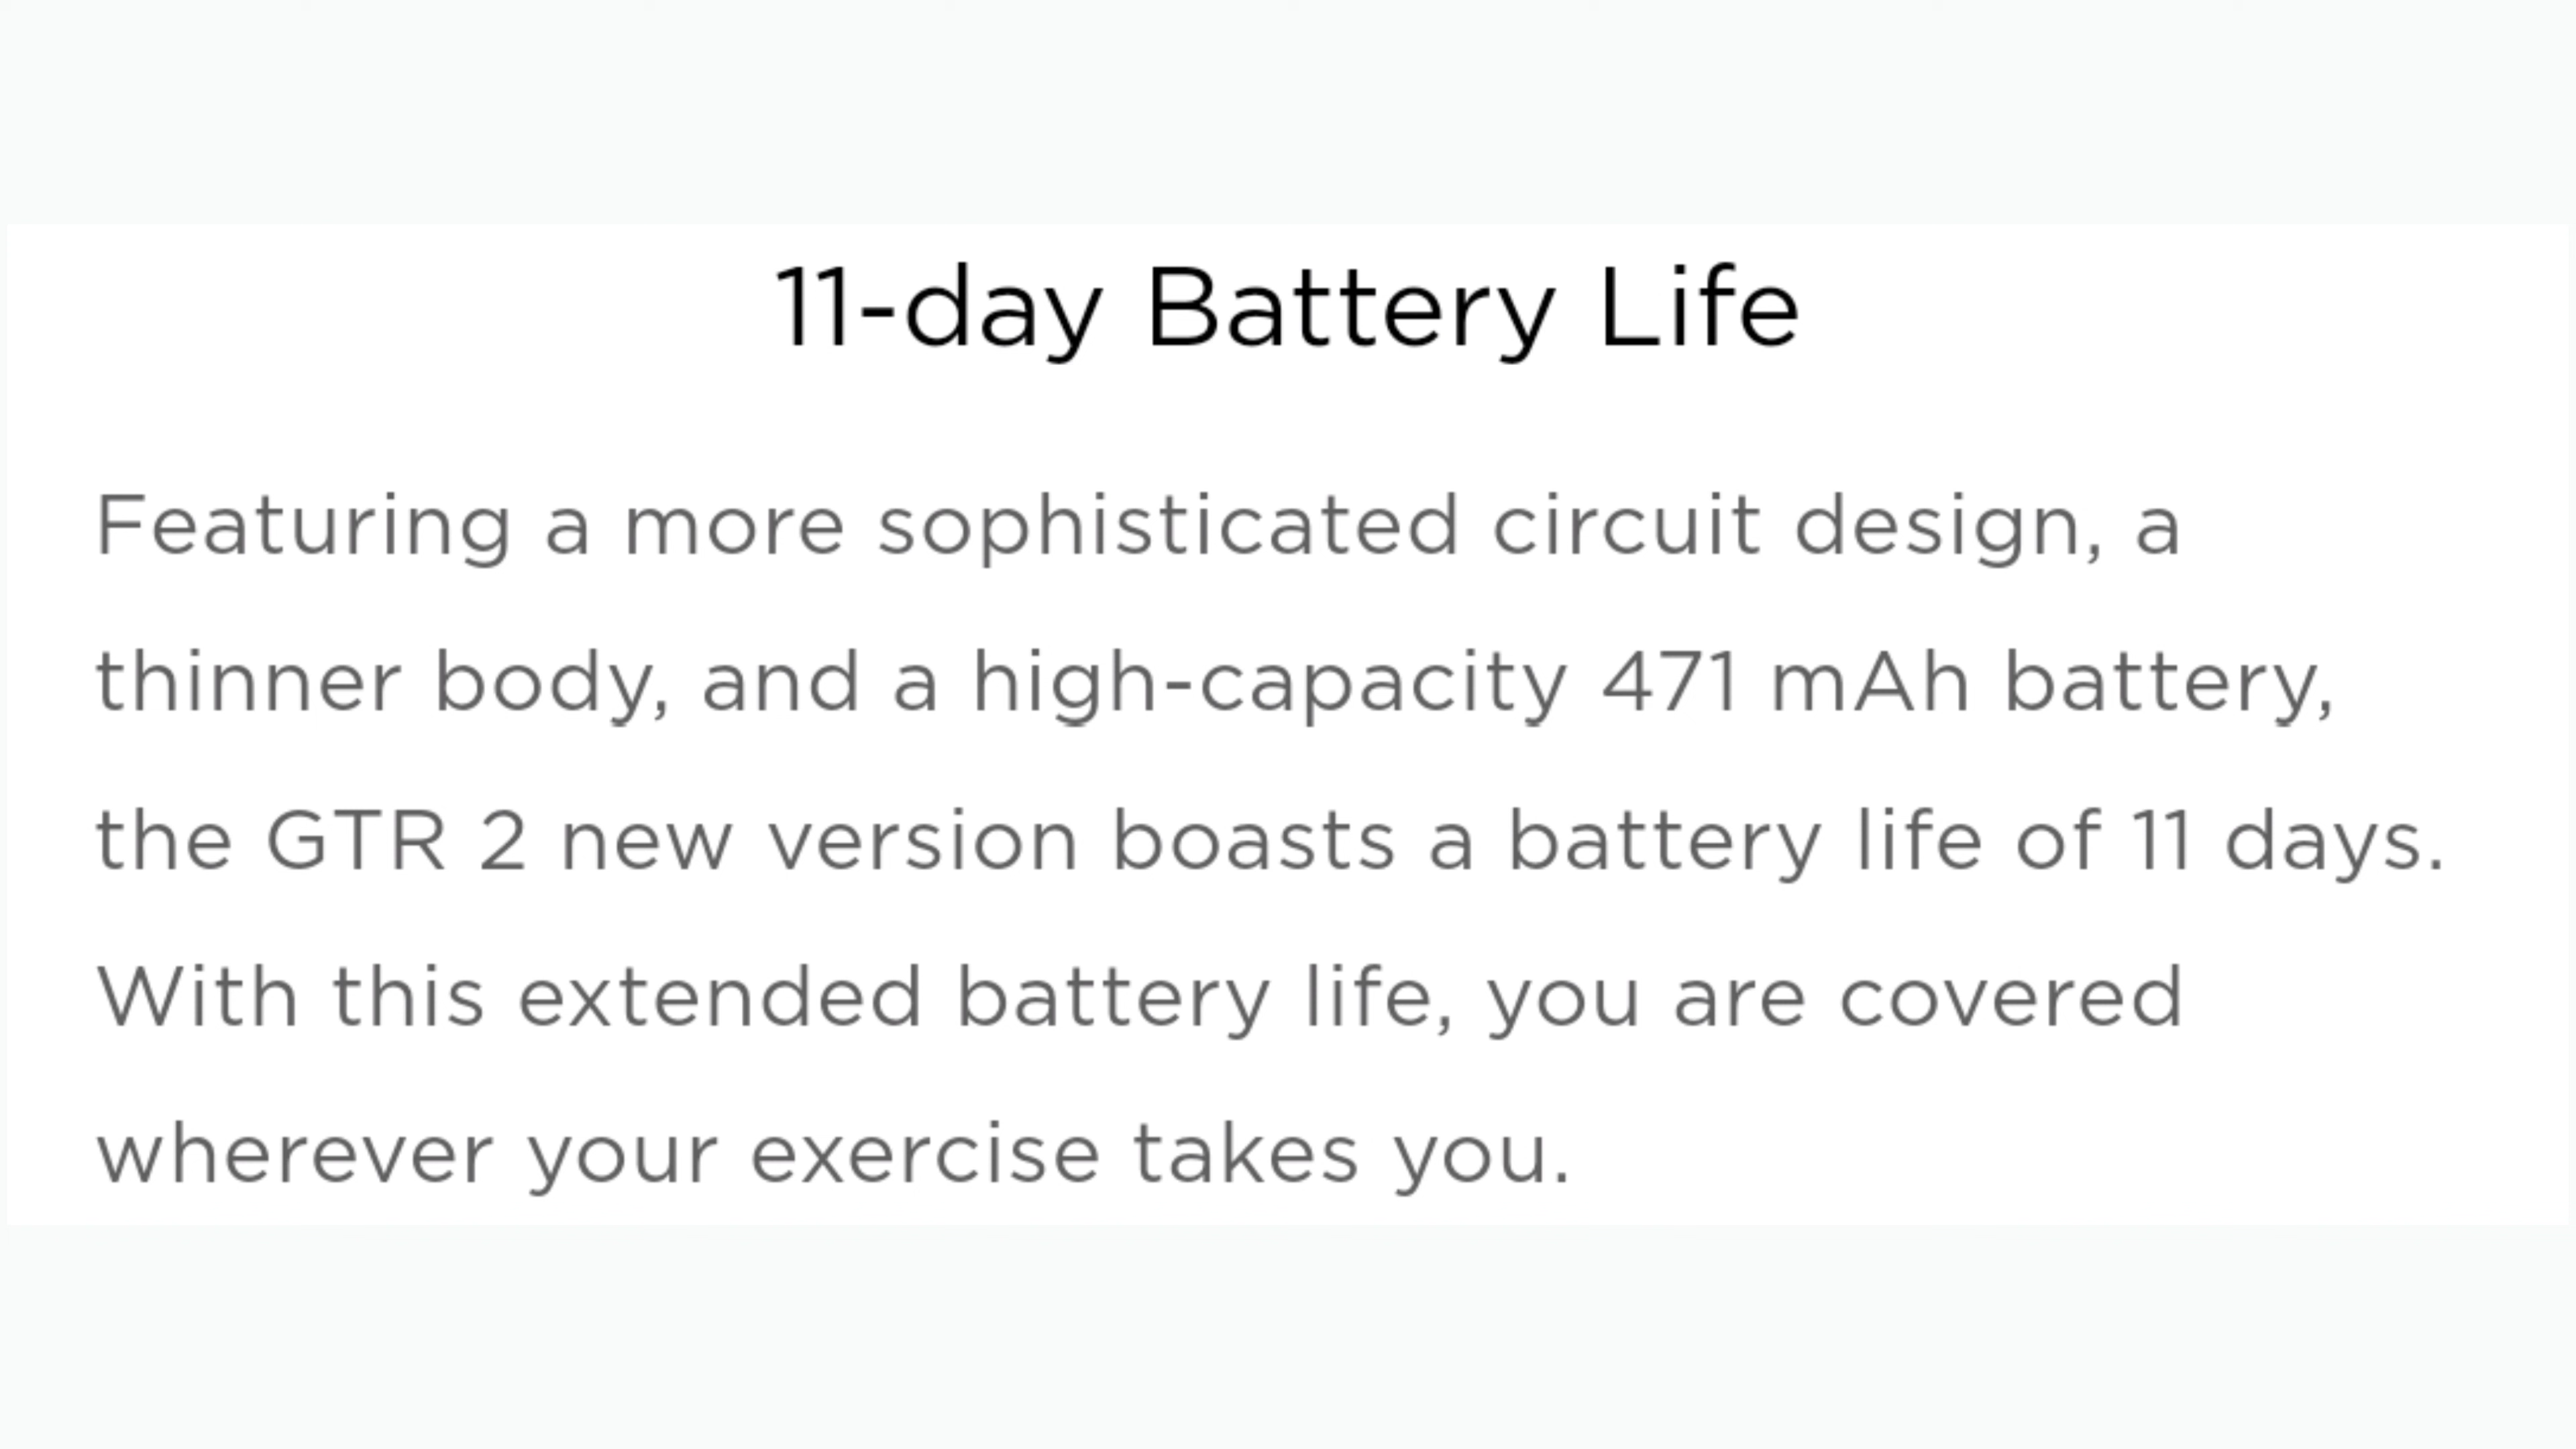 11-day Battery Life
Featuring a more sophisticated circuit design, a
thinner body, and a high-capacity 471 mAh battery,
the GTR 2 new version boasts a battery life of 11 days.
With this extended battery life, you are covered
wherever your exercise takes you.